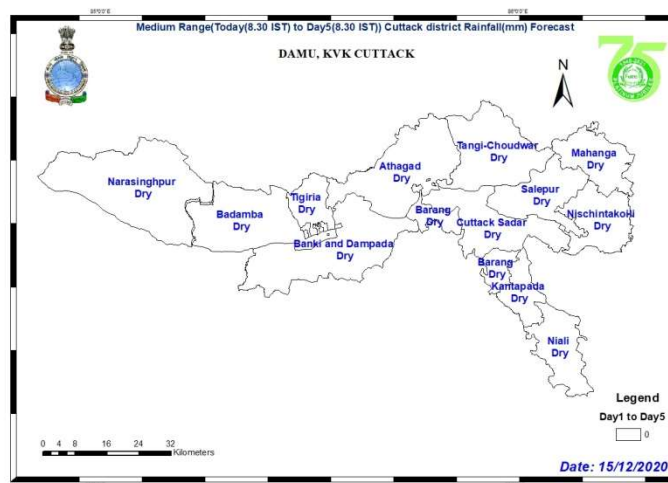 Medium Range(Today(8.30 IST) to Day5(8.30 IST)) Cuttack district Rainfall(mm) Forecast
DAMU, KVK CUTTACK
N
75
Tangi-Choudwar
Dry
Mahanga
Dry
Athagad
Dry
Narasinghpur
Dry
Salepur
Dry
Tigiria
Dry
Badamba
Dry
Barang
Dry
Cuttack Sadar
Dry
Nischintakoili
Dry
Banki and Dampada
Dry
Barang
Dry
Kantapada
Dry
Niali
Dry
Legend
Day1 to Day5
0
0 4 8 16 24 32
Kilometers
Date: 15/12/2020